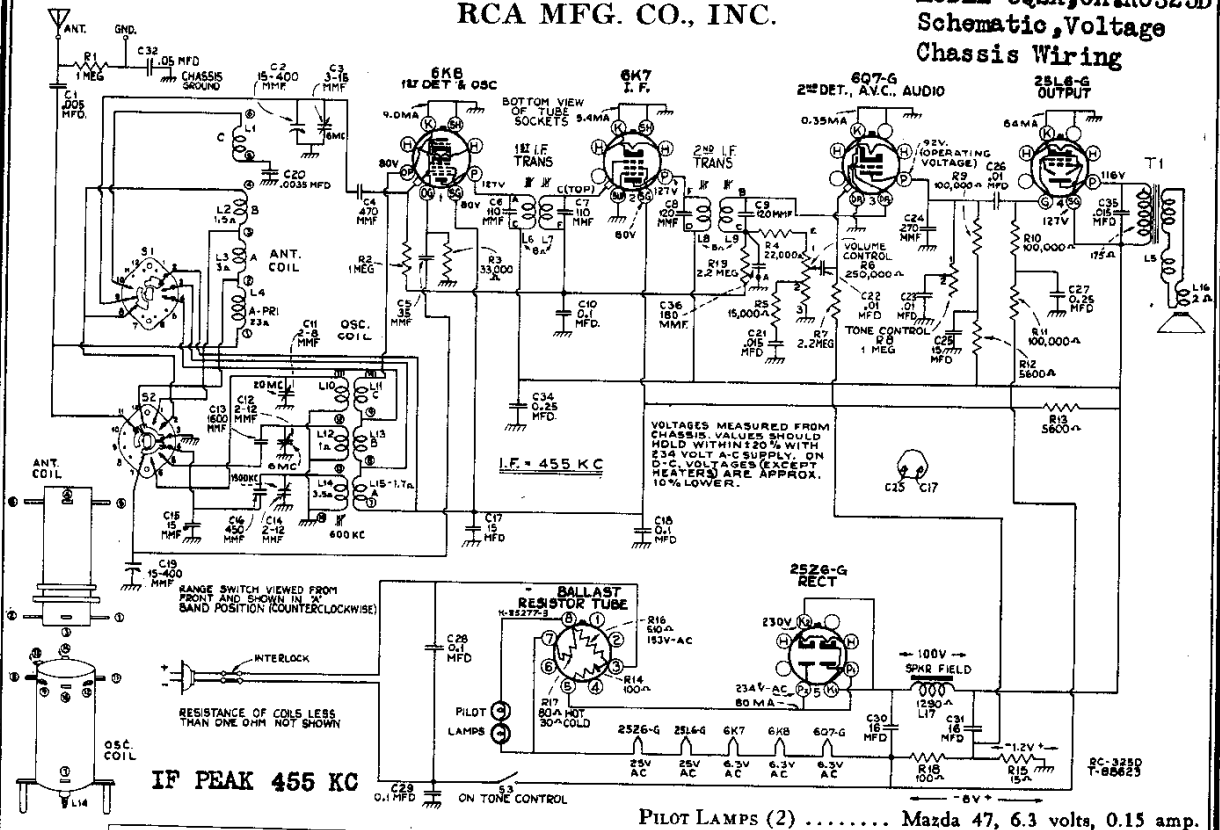 RCA MFG. CO., INC.
Schematic, Voltage
Chassis Wiring
ANT.
GND.
R1
1 MEG
C32
.05 MFD
CHASSIS
GROUND
C1
.005
MFD.
C2
15-400
MMF
C3
3-15
MMF
6MC
6K8
1ST DET & OSC
9.0MA
BOTTOM VIEW
OF TUBE
SOCKETS
6K7
I. F.
5.4MA
6Q7-G
2ND DET., A.V.C., AUDIO
0.35MA
25L6-G
OUTPUT
64MA
L1
C
C20
.0035 MFD
L2
1.5Ω
B
L3
3Ω
A
ANT.
COIL
L4
A-PRI
23Ω
S1
C4
470
MMF
80V
127V
80V
1ST I.F.
TRANS
C6
110
MMF
C(TOP)
C7
110
MMF
L6
L7
8Ω
R2
1 MEG
C5
35
MMF
R3
33,000
Ω
C10
0.1
MFD.
80V
127V
2ND I.F.
TRANS
C8
120
MMF
C9
120MMF
L8
L9
8Ω
R19
2.2 MEG
R4
22,000Ω
C36
180
MMF.
R5
15,000Ω
C21
.015
MFD
VOLUME
CONTROL
R6
250,000Ω
C22
.01
MFD
R7
2.2MEG
92V.
(OPERATING
VOLTAGE)
R9
100,000Ω
C26
.01
MFD
C24
270
MMF
C23
.01
MFD
TONE CONTROL
R8
1 MEG
C25
15
MFD
R10
100,000Ω
R11
100,000Ω
R12
5600Ω
C27
0.25
MFD
127V
116V
T1
C35
.015
MFD
175Ω
L5
L16
2Ω
R13
5600Ω
C11
2-8
MMF
OSC.
COIL
20MC
L10
L11
C
C13
1600
MMF
C12
2-12
MMF
6MC
L12
1Ω
L13
B
1500KC
L14
3.5Ω
L15-1.7Ω
A
600 KC
C16
450
MMF
C14
2-12
MMF
C15
15
MMF
S2
C19
15-400
MMF
C34
0.25
MFD.
I.F. = 455 KC
C17
15
MFD
C18
0.1
MFD
VOLTAGES MEASURED FROM
CHASSIS. VALUES SHOULD
HOLD WITHIN ±20% WITH
234 VOLT A-C SUPPLY. ON
D-C. VOLTAGES (EXCEPT
HEATERS) ARE APPROX.
10% LOWER.
C25 C17
ANT.
COIL
RANGE SWITCH VIEWED FROM
FRONT AND SHOWN IN "A"
BAND POSITION (COUNTERCLOCKWISE)
INTERLOCK
RESISTANCE OF COILS LESS
THAN ONE OHM NOT SHOWN
OSC.
COIL
L14
IF PEAK 455 KC
C28
0.1
MFD
C29
0.1 MFD
S3
ON TONE CONTROL
BALLAST
RESISTOR TUBE
K-85277-3
R16
510Ω
153V-AC
R14
100Ω
R17
80Ω HOT
30Ω COLD
PILOT
LAMPS
25Z6-G
RECT
230V
234V-AC
80 MA
25Z6-G 25L6-G 6K7 6K8 6Q7-G
25V 25V 6.3V 6.3V 6.3V
AC AC AC AC AC
100V
SPKR FIELD
1290Ω
L17
C30
16
MFD
C31
16
MFD
R18
100Ω
-1.2V+
R15
15Ω
-8V+
RC-325D
T-85623
PILOT LAMPS (2) ........ Mazda 47, 6.3 volts, 0.15 amp.